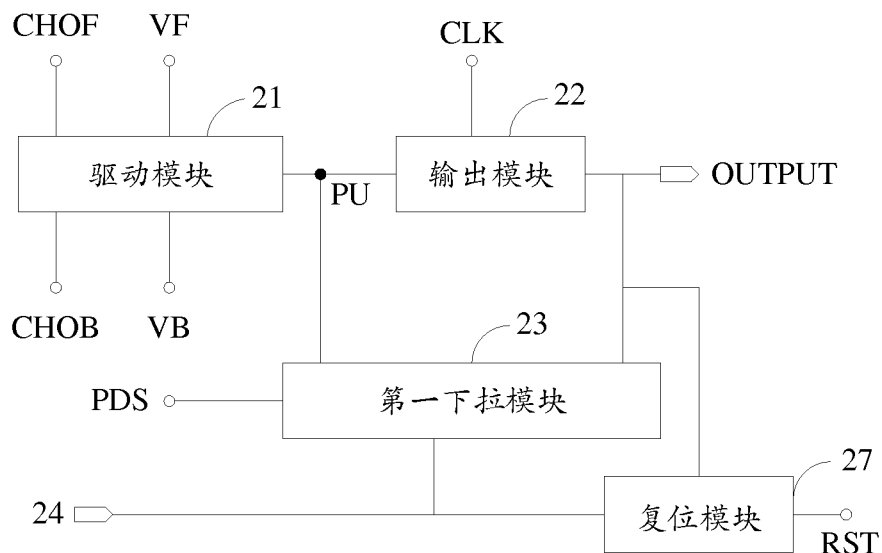 CHOF VF CLK
21 22
驱动模块 输出模块 OUTPUT
PU
CHOB VB
23
PDS 第一下拉模块
27
24 复位模块
RST